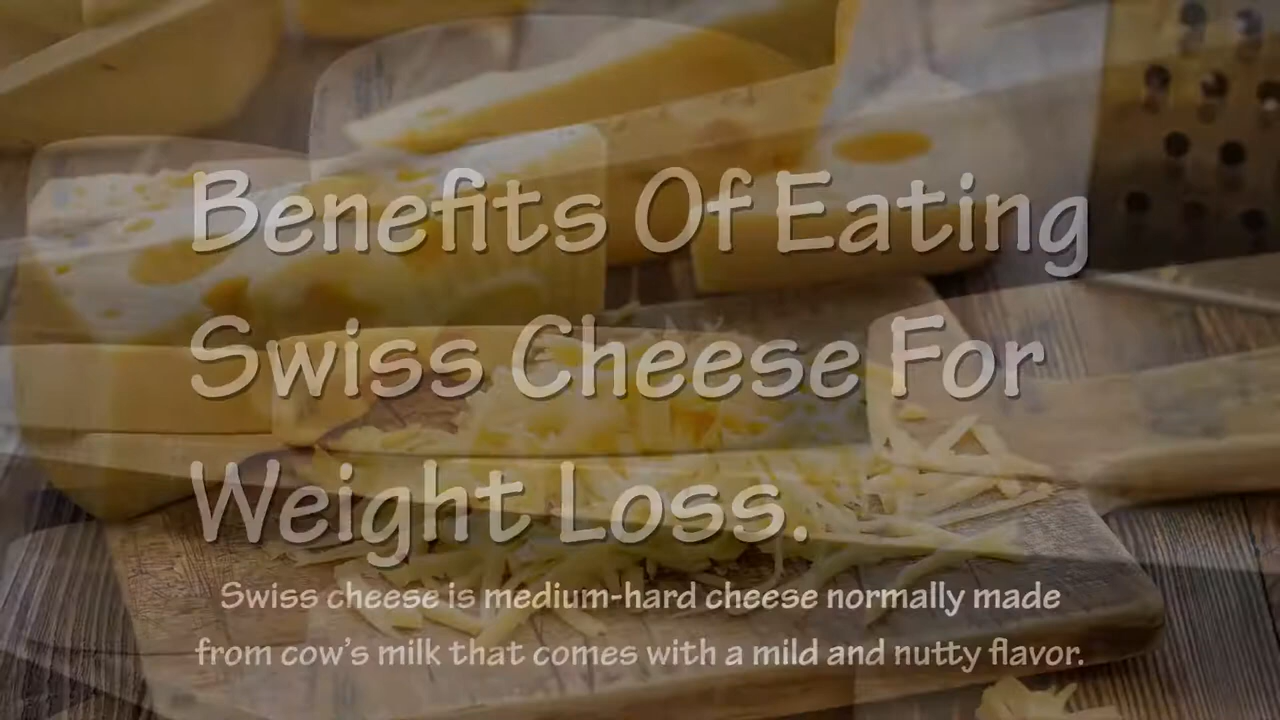 Benefits Of Eating
Swiss Cheese For
Weight Loss.
Swiss cheese is medium-hard cheese normally made
from cow’s milk that comes with a mild and nutty flavor.